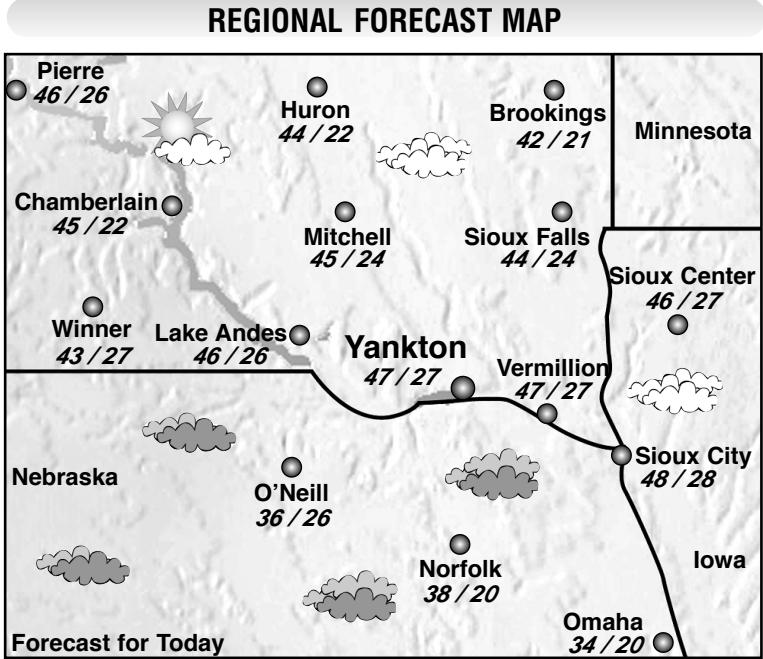 REGIONAL FORECAST MAP
Pierre
46 / 26
Huron
44 / 22
Brookings
42 / 21
Minnesota
Chamberlain
45 / 22
Mitchell
45 / 24
Sioux Falls
44 / 24
Sioux Center
46 / 27
Winner
43 / 27
Lake Andes
46 / 26
Yankton
47 / 27
Vermillion
47 / 27
Nebraska
O'Neill
36 / 26
Sioux City
48 / 28
Norfolk
38 / 20
Iowa
Omaha
34 / 20
Forecast for Today